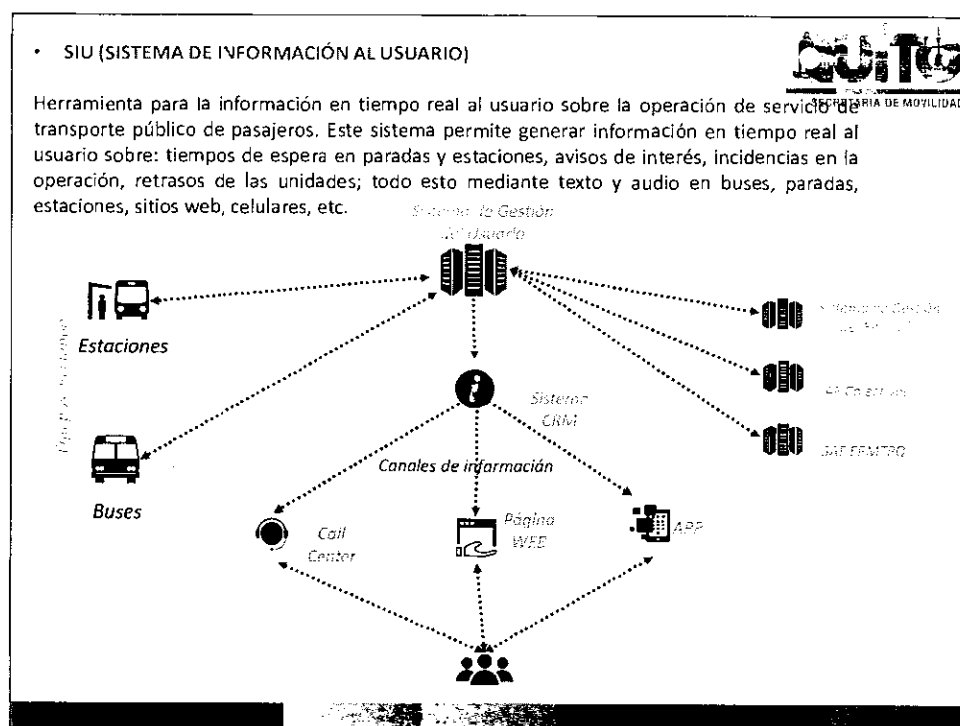 • SIU (SISTEMA DE INFORMACIÓN AL USUARIO)
QUITO
SECRETARIA DE MOVILIDAD
Herramienta para la información en tiempo real al usuario sobre la operación de servicio de
transporte público de pasajeros. Este sistema permite generar información en tiempo real al
usuario sobre: tiempos de espera en paradas y estaciones, avisos de interés, incidencias en la
operación, retrasos de las unidades; todo esto mediante texto y audio en buses, paradas,
estaciones, sitios web, celulares, etc.
Gestión
Usuario
Estaciones
Sistema
CRM
Canales de información
Buses
Call
Center
Página
WEB
APP